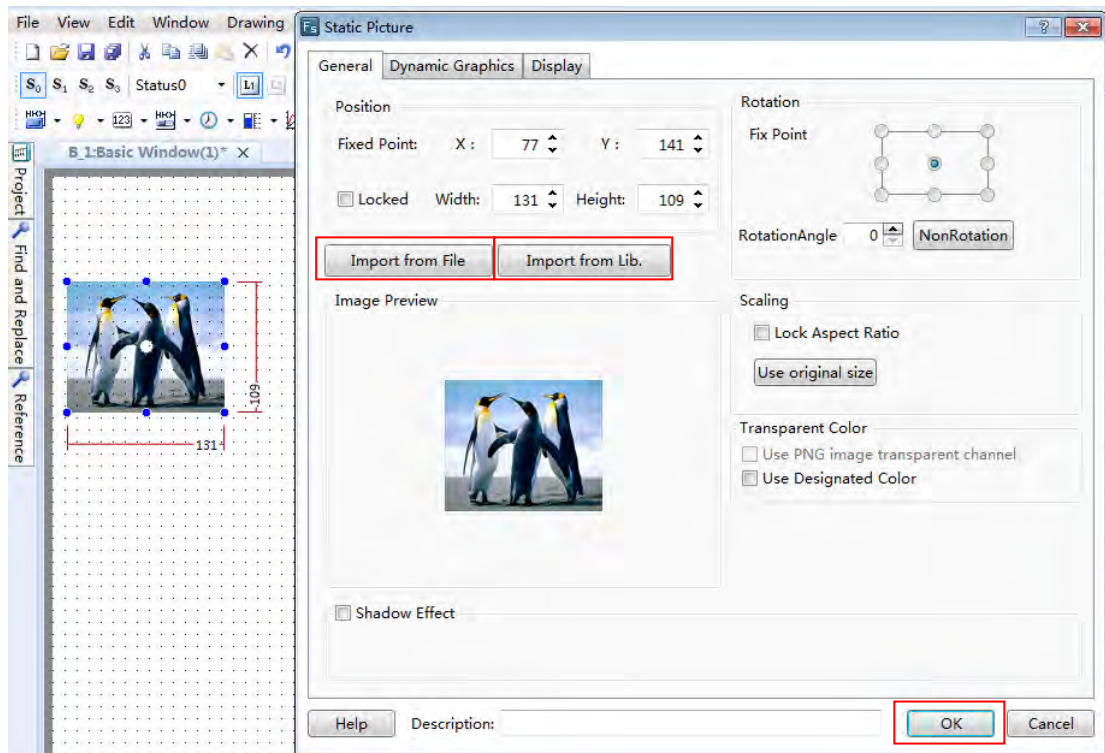 File View Edit Window Drawing
S0 S1 S2 S3 Status0 L1
123
B_1:Basic Window(1)* X
Project
Find and Replace
Reference
109
131
Fs Static Picture
General Dynamic Graphics Display
Position
Fixed Point: X : 77 Y : 141
Locked Width: 131 Height: 109
Import from File Import from Lib.
Image Preview
Shadow Effect
Rotation
Fix Point
RotationAngle 0 NonRotation
Scaling
Lock Aspect Ratio
Use original size
Transparent Color
Use PNG image transparent channel
Use Designated Color
Help Description: OK Cancel